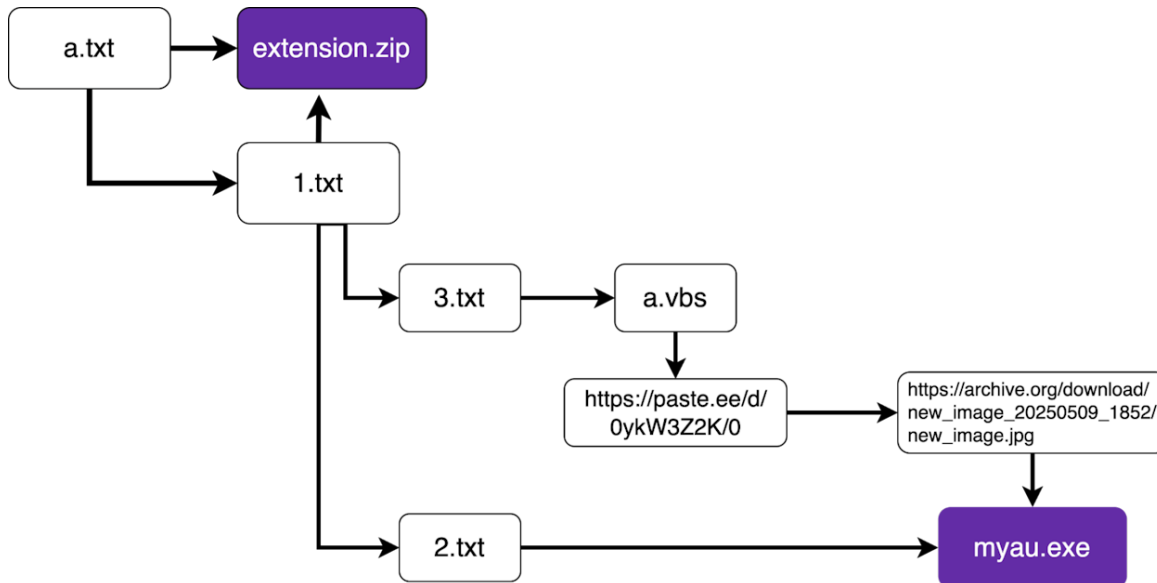 a.txt
extension.zip
1.txt
3.txt
a.vbs
https://paste.ee/d/
0ykW3Z2K/0
https://archive.org/download/
new_image_20250509_1852/
new_image.jpg
2.txt
myau.exe